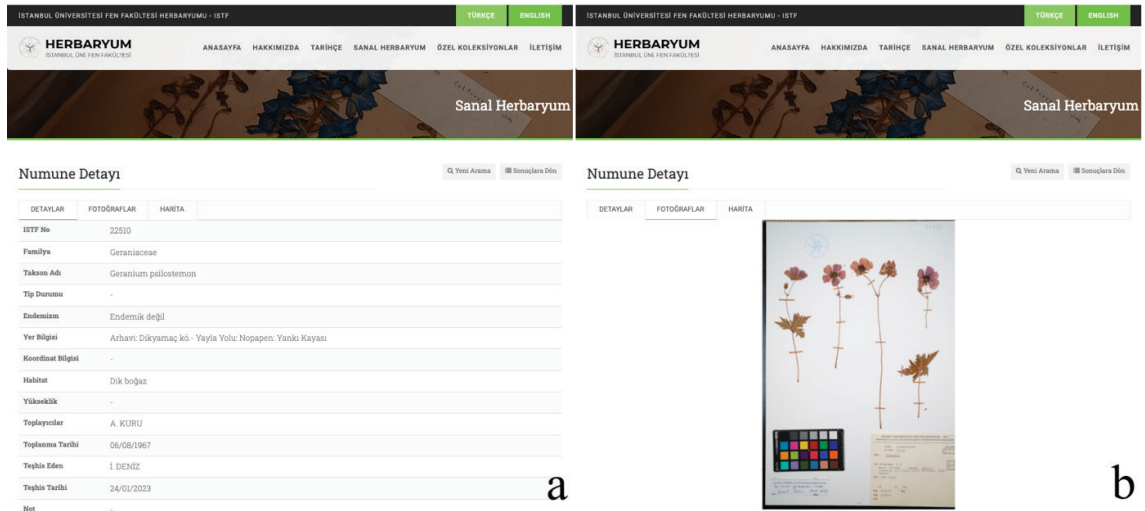 İSTANBUL ÜNİVERSİTESİ FEN FAKÜLTESİ HERBARYUMU - ISTF
TÜRKÇE ENGLISH
HERBARYUM
İSTANBUL ÜNİ. FEN FAKÜLTESİ
ANASAYFA HAKKIMIZDA TARİHÇE SANAL HERBARYUM ÖZEL KOLEKSİYONLAR İLETİŞİM
Sanal Herbaryum
Numune Detayı
Yeni Arama Sonuçlara Dön
DETAYLAR FOTOĞRAFLAR HARİTA
ISTF No 22510
Familya Geraniaceae
Takson Adı Geranium psilostemon
Tip Durumu -
Endemizm Endemik değil
Yer Bilgisi Arhavi: Dikyamaç kö.- Yayla Yolu: Nopapen: Yankı Kayası
Koordinat Bilgisi -
Habitat Dik boğaz
Yükseklik -
Toplayıcılar A. KURU
Toplanma Tarihi 06/08/1967
Teşhis Eden İ. DENİZ
Teşhis Tarihi 24/01/2023
Not -
a
İSTANBUL ÜNİVERSİTESİ FEN FAKÜLTESİ HERBARYUMU - ISTF
TÜRKÇE ENGLISH
HERBARYUM
İSTANBUL ÜNİ. FEN FAKÜLTESİ
ANASAYFA HAKKIMIZDA TARİHÇE SANAL HERBARYUM ÖZEL KOLEKSİYONLAR İLETİŞİM
Sanal Herbaryum
Numune Detayı
Yeni Arama Sonuçlara Dön
DETAYLAR FOTOĞRAFLAR HARİTA
b